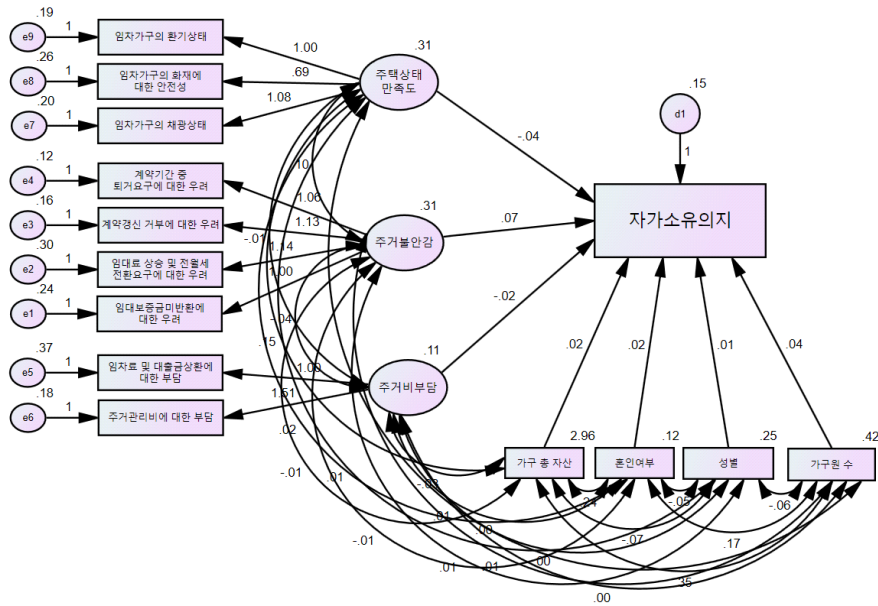 .19
e9
1
임차가구의 환기상태
.26
e8
1
임차가구의 화재에
대한 안전성
.20
e7
1
임차가구의 채광상태
.12
e4
1
계약기간 중
퇴거요구에 대한 우려
.16
e3
1
계약갱신 거부에 대한 우려
.30
e2
1
임대료 상승 및 전월세
전환요구에 대한 우려
.24
e1
1
임대보증금미반환에
대한 우려
.37
e5
1
임차료 및 대출금상환에
대한 부담
.18
e6
1
주거관리비에 대한 부담
1.00
.69
1.08
.31
주택상태
만족도
.10
1.06
1.13
-.01
1.14
1.00
.31
주거불안감
-.04
.15
1.00
1.51
.11
주거비부담
.02
-.01
-.01
-.04
.07
-.02
.15
d1
1
자가소유의지
.02
.02
.01
.04
2.96
가구 총 자산
.12
혼인여부
.25
성별
.42
가구원 수
-.03
.24
-.05
-.06
.01
.00
-.07
.17
.01
.01
.00
.35
.00